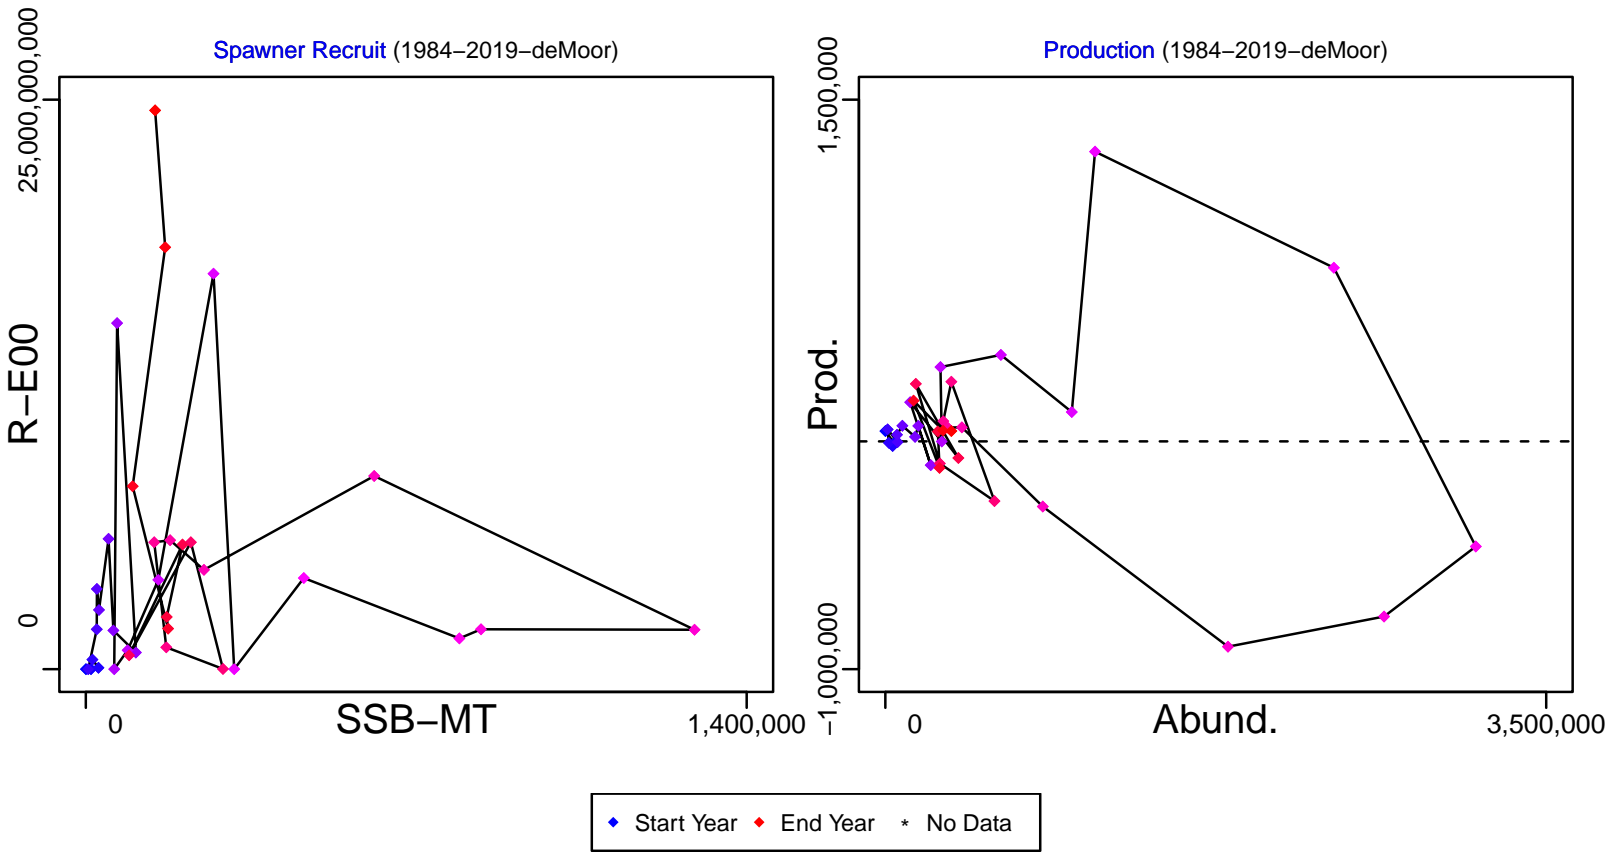 Spawner Recruit (1984−2019−deMoor)
25,000,000,000
0
R−E00
0
SSB−MT
1,400,000
Production (1984−2019−deMoor)
1,500,000
−1,000,000
Prod.
0
Abund.
3,500,000
Start Year
End Year
* No Data